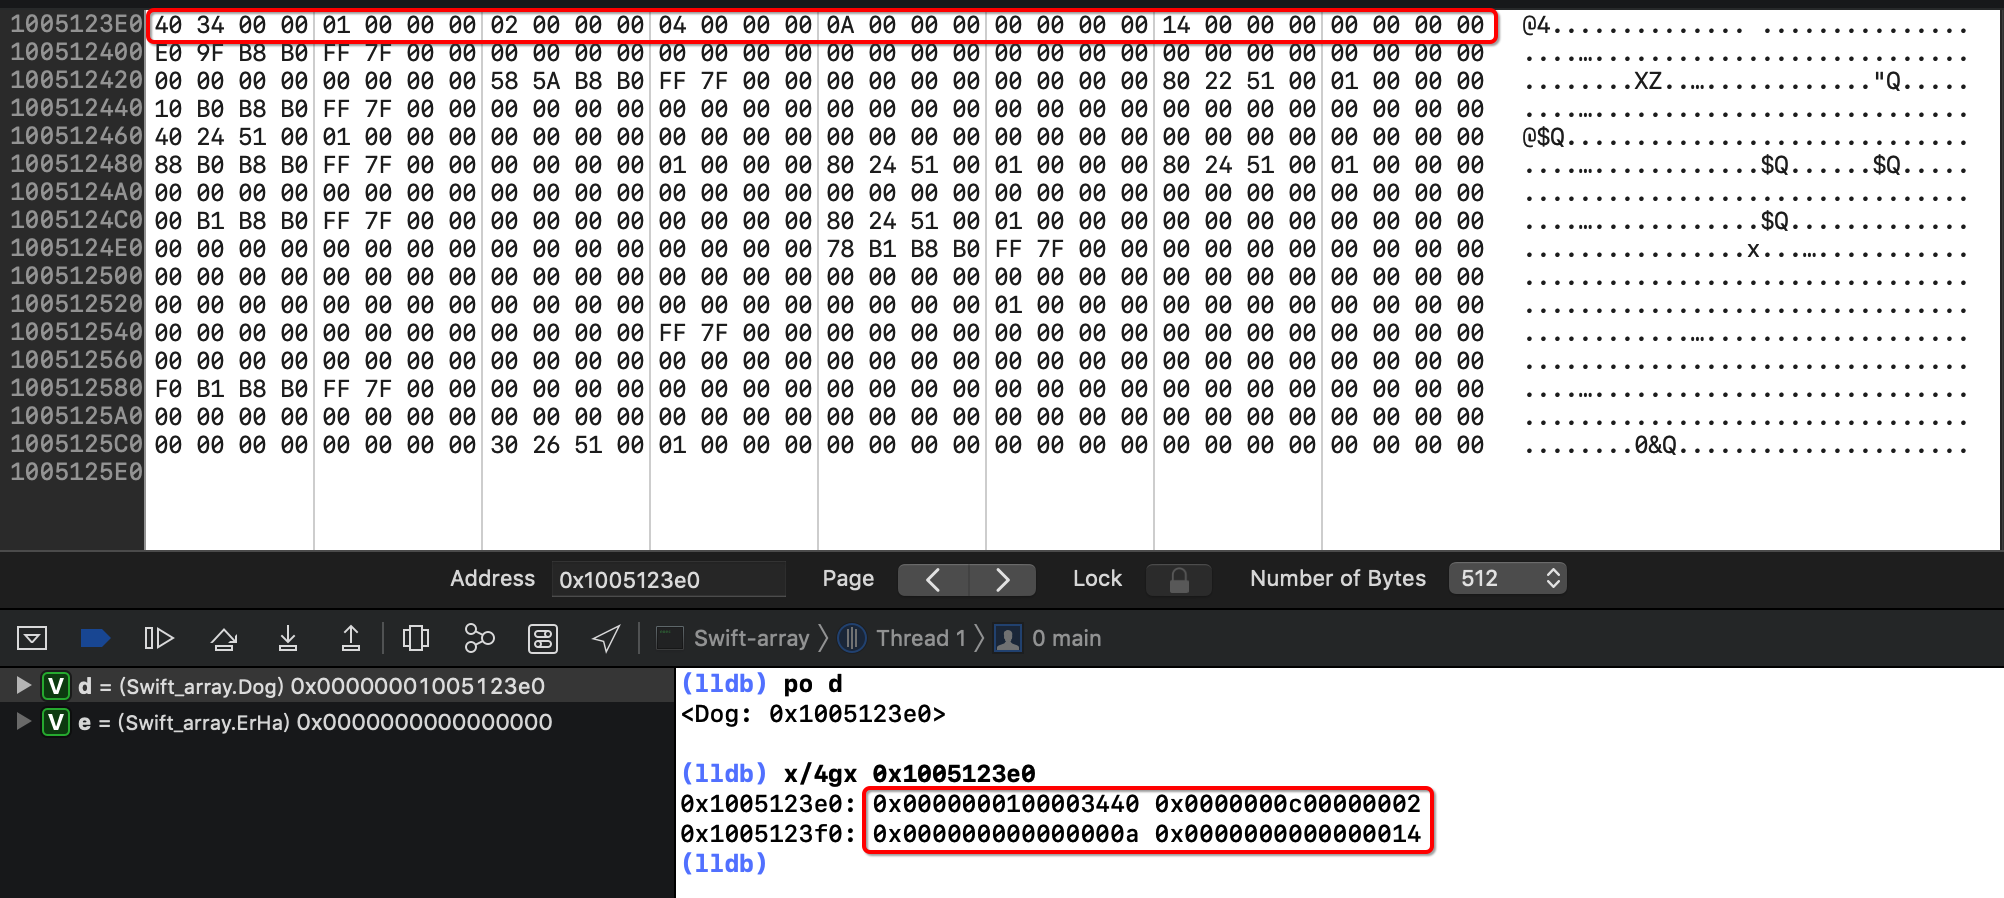 1005123E0 40 34 00 00 01 00 00 00 02 00 00 00 04 00 00 00 0A 00 00 00 00 00 00 00 14 00 00 00 00 00 00 00 @4.............. ................
100512400 E0 9F B8 B0 FF 7F 00 00 00 00 00 00 00 00 00 00 00 00 00 00 00 00 00 00 00 00 00 00 00 00 00 00 ....…...........................
100512420 00 00 00 00 00 00 00 00 58 5A B8 B0 FF 7F 00 00 00 00 00 00 00 00 00 00 80 22 51 00 01 00 00 00 ........XZ..…............"Q.....
100512440 10 B0 B8 B0 FF 7F 00 00 00 00 00 00 00 00 00 00 00 00 00 00 00 00 00 00 00 00 00 00 00 00 00 00 ....…...........................
100512460 40 24 51 00 01 00 00 00 00 00 00 00 00 00 00 00 00 00 00 00 00 00 00 00 00 00 00 00 00 00 00 00 @$Q.............................
100512480 88 B0 B8 B0 FF 7F 00 00 00 00 00 00 01 00 00 00 80 24 51 00 01 00 00 00 80 24 51 00 01 00 00 00 ....…............$Q......$Q.....
1005124A0 00 00 00 00 00 00 00 00 00 00 00 00 00 00 00 00 00 00 00 00 00 00 00 00 00 00 00 00 00 00 00 00 ................................
1005124C0 00 B1 B8 B0 FF 7F 00 00 00 00 00 00 00 00 00 00 80 24 51 00 01 00 00 00 00 00 00 00 00 00 00 00 ....…............$Q.............
1005124E0 00 00 00 00 00 00 00 00 00 00 00 00 00 00 00 00 78 B1 B8 B0 FF 7F 00 00 00 00 00 00 00 00 00 00 ................x...…...........
100512500 00 00 00 00 00 00 00 00 00 00 00 00 00 00 00 00 00 00 00 00 00 00 00 00 00 00 00 00 00 00 00 00 ................................
100512520 00 00 00 00 00 00 00 00 00 00 00 00 00 00 00 00 00 00 00 00 01 00 00 00 00 00 00 00 00 00 00 00 ................................
100512540 00 00 00 00 00 00 00 00 00 00 00 00 FF 7F 00 00 00 00 00 00 00 00 00 00 00 00 00 00 00 00 00 00 ............…...................
100512560 00 00 00 00 00 00 00 00 00 00 00 00 00 00 00 00 00 00 00 00 00 00 00 00 00 00 00 00 00 00 00 00 ................................
100512580 F0 B1 B8 B0 FF 7F 00 00 00 00 00 00 00 00 00 00 00 00 00 00 00 00 00 00 00 00 00 00 00 00 00 00 ....…...........................
1005125A0 00 00 00 00 00 00 00 00 00 00 00 00 00 00 00 00 00 00 00 00 00 00 00 00 00 00 00 00 00 00 00 00 ................................
1005125C0 00 00 00 00 00 00 00 00 30 26 51 00 01 00 00 00 00 00 00 00 00 00 00 00 00 00 00 00 00 00 00 00 ........0&Q.....................
1005125E0
Address 0x1005123e0 Page Lock Number of Bytes 512
Swift-array Thread 1 0 main
V d = (Swift_array.Dog) 0x00000001005123e0
V e = (Swift_array.ErHa) 0x0000000000000000
(lldb) po d
<Dog: 0x1005123e0>
(lldb) x/4gx 0x1005123e0
0x1005123e0: 0x0000000100003440 0x0000000c00000002
0x1005123f0: 0x000000000000000a 0x0000000000000014
(lldb)